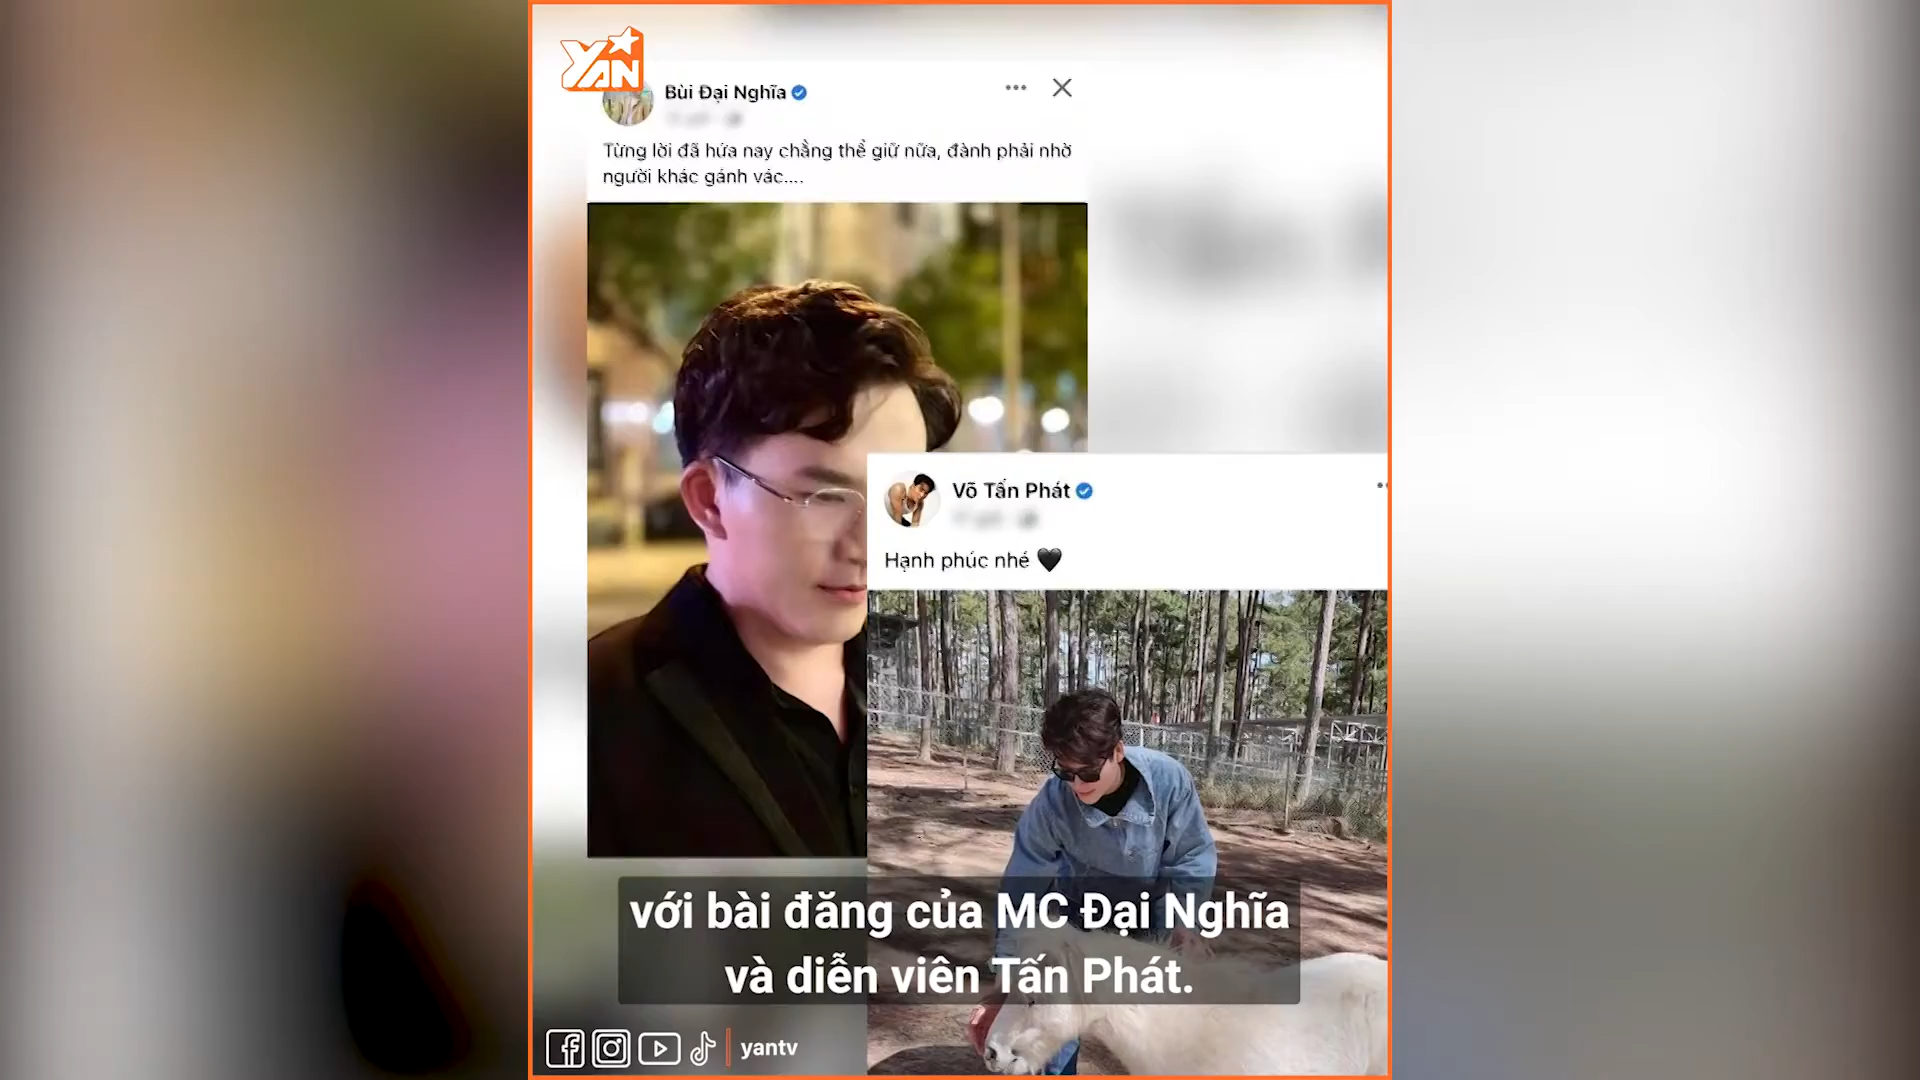 YAN
Bùi Đại Nghĩa
Từng lời đã hứa nay chẳng thể giữ nữa, đành phải nhờ
người khác gánh vác....
Võ Tấn Phát
Hạnh phúc nhé 🖤
với bài đăng của MC Đại Nghĩa
và diễn viên Tấn Phát.
yantv